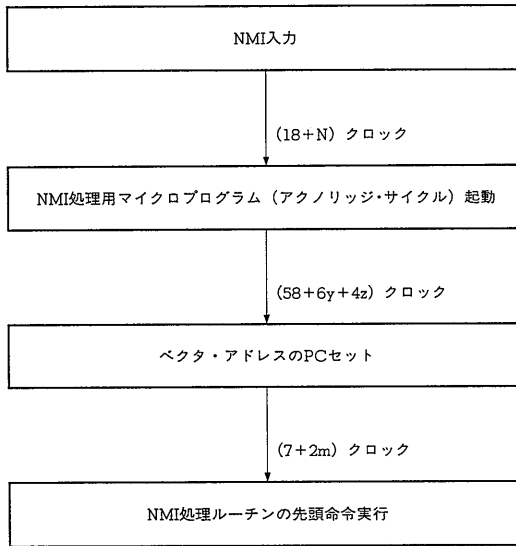 NMI入力
(18+N) クロック
NMI処理用マイクロプログラム (アクノリッジ・サイクル) 起動
(58+6y+4z) クロック
ベクタ・アドレスのPCセット
(7+2m) クロック
NMI処理ルーチンの先頭命令実行